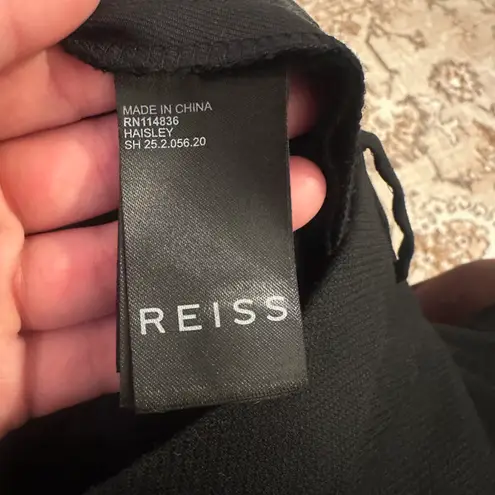 MADE IN CHINA
RN114836
HAISLEY
SH 25.2.056.20
REISS